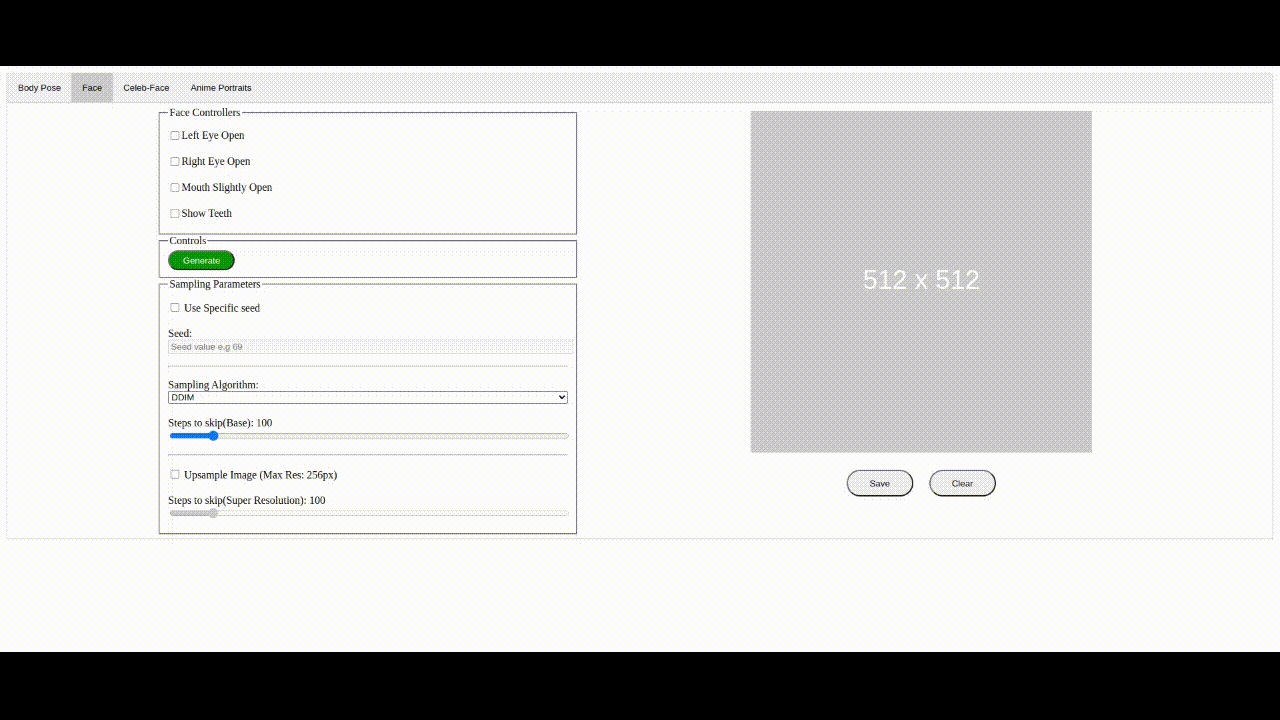 Body Pose Face Celeb-Face Anime Portraits
Face Controllers
Left Eye Open
Right Eye Open
Mouth Slightly Open
Show Teeth
Controls
Generate
Sampling Parameters
Use Specific seed
Seed:
Seed value e.g 69
Sampling Algorithm:
DDIM
Steps to skip(Base): 100
Upsample Image (Max Res: 256px)
Steps to skip(Super Resolution): 100
512 x 512
Save Clear